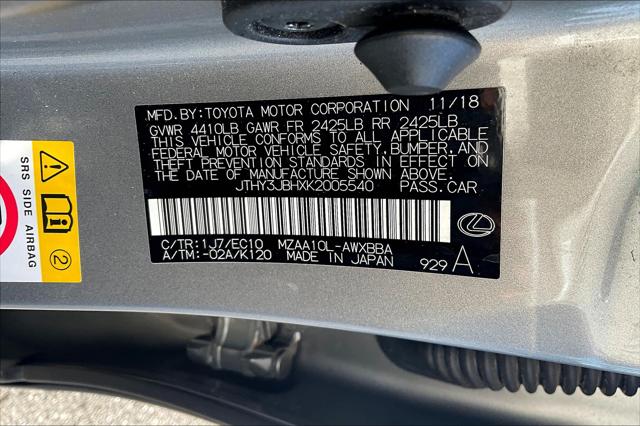 MFD.BY:TOYOTA MOTOR CORPORATION 11/18
GVWR 4410LB GAWR FR 2425LB RR 2425LB
THIS VEHICLE CONFORMS TO ALL APPLICABLE
FEDERAL MOTOR VEHICLE SAFETY,BUMPER,AND
THEFT PREVENTION STANDARDS IN EFFECT ON
THE DATE OF MANUFACTURE SHOWN ABOVE.
JTHY3JBHXK2005540 PASS.CAR
C/TR:1J7/EC10 MZAA10L-AWXBBA
A/TM:-02A/K120 MADE IN JAPAN 929 A
SRS SIDE AIRBAG
2